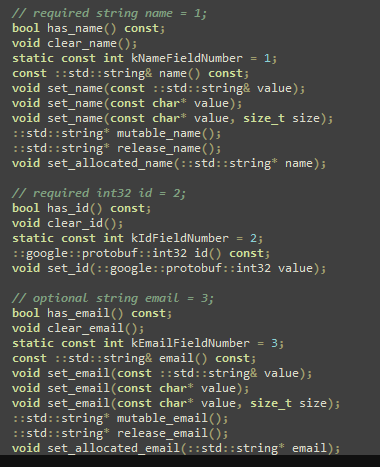 // required string name = 1;
bool has_name() const;
void clear_name();
static const int kNameFieldNumber = 1;
const ::std::string& name() const;
void set_name(const ::std::string& value);
void set_name(const char* value);
void set_name(const char* value, size_t size);
::std::string* mutable_name();
::std::string* release_name();
void set_allocated_name(::std::string* name);

// required int32 id = 2;
bool has_id() const;
void clear_id();
static const int kIdFieldNumber = 2;
::google::protobuf::int32 id() const;
void set_id(::google::protobuf::int32 value);

// optional string email = 3;
bool has_email() const;
void clear_email();
static const int kEmailFieldNumber = 3;
const ::std::string& email() const;
void set_email(const ::std::string& value);
void set_email(const char* value);
void set_email(const char* value, size_t size);
::std::string* mutable_email();
::std::string* release_email();
void set_allocated_email(::std::string* email);